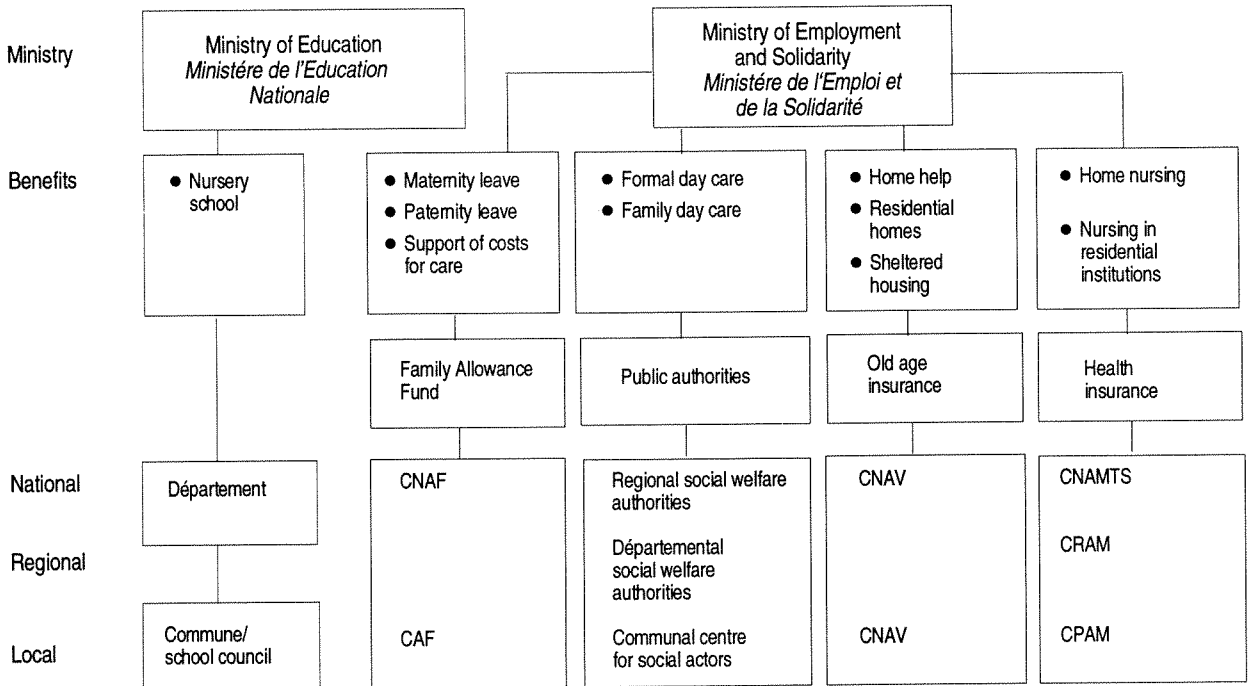 Ministry
Ministry of Education
Ministére de l'Education
Nationale
Ministry of Employment
and Solidarity
Ministére de l'Emploi et
de la Solidarité
Benefits
● Nursery
school
● Maternity leave
● Paternity leave
● Support of costs
for care
● Formal day care
● Family day care
● Home help
● Residential
homes
● Sheltered
housing
● Home nursing
● Nursing in
residential
institutions
Family Allowance
Fund
Public authorities
Old age
insurance
Health
insurance
National
Département
CNAF
Regional social welfare
authorities
CNAV
CNAMTS
Regional
Départemental
social welfare
authorities
CRAM
Local
Commune/
school council
CAF
Communal centre
for social actors
CNAV
CPAM